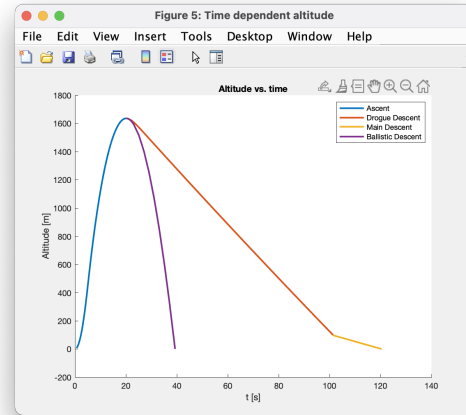 Figure 5: Time dependent altitude
File Edit View Insert Tools Desktop Window Help
Altitude vs. time
1800
1600
1400
1200
1000
800
600
400
200
0
-200
Altitude [m]
Ascent
Drogue Descent
Main Descent
Ballistic Descent
0 20 40 60 80 100 120 140
t [s]